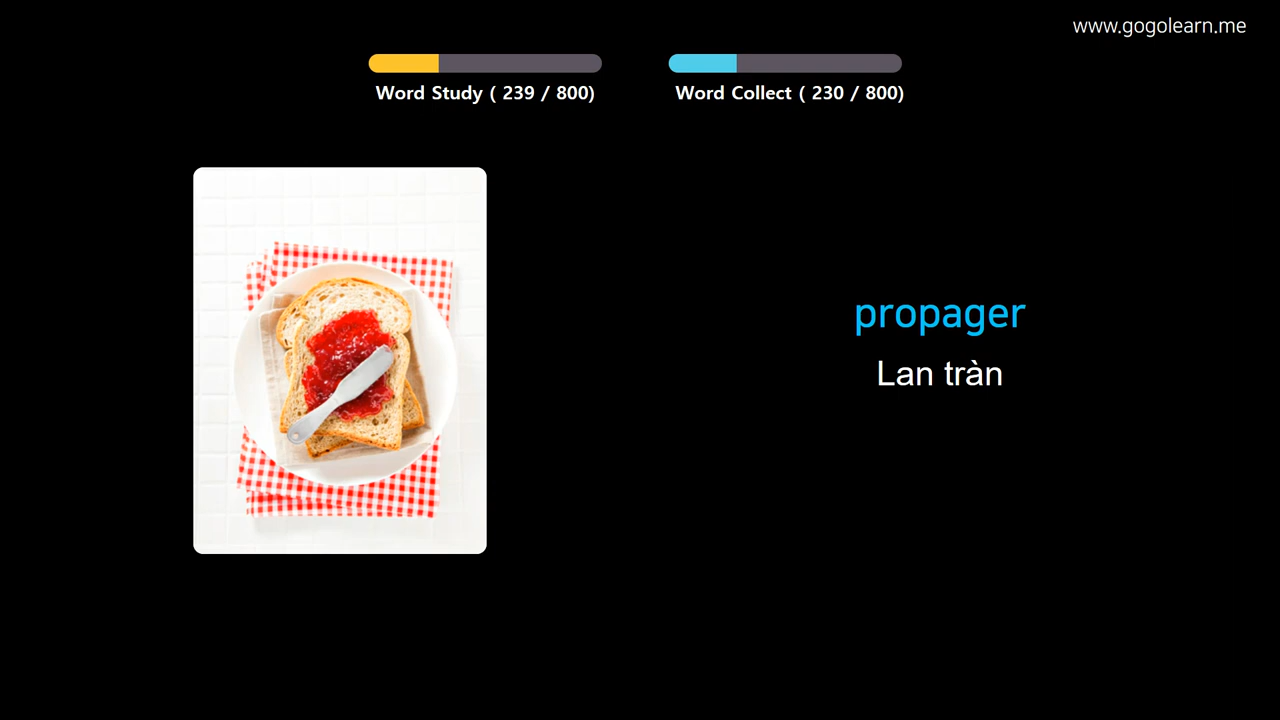 www.gogolearn.me
Word Study ( 239 / 800)
Word Collect ( 230 / 800)
propager
Lan tràn